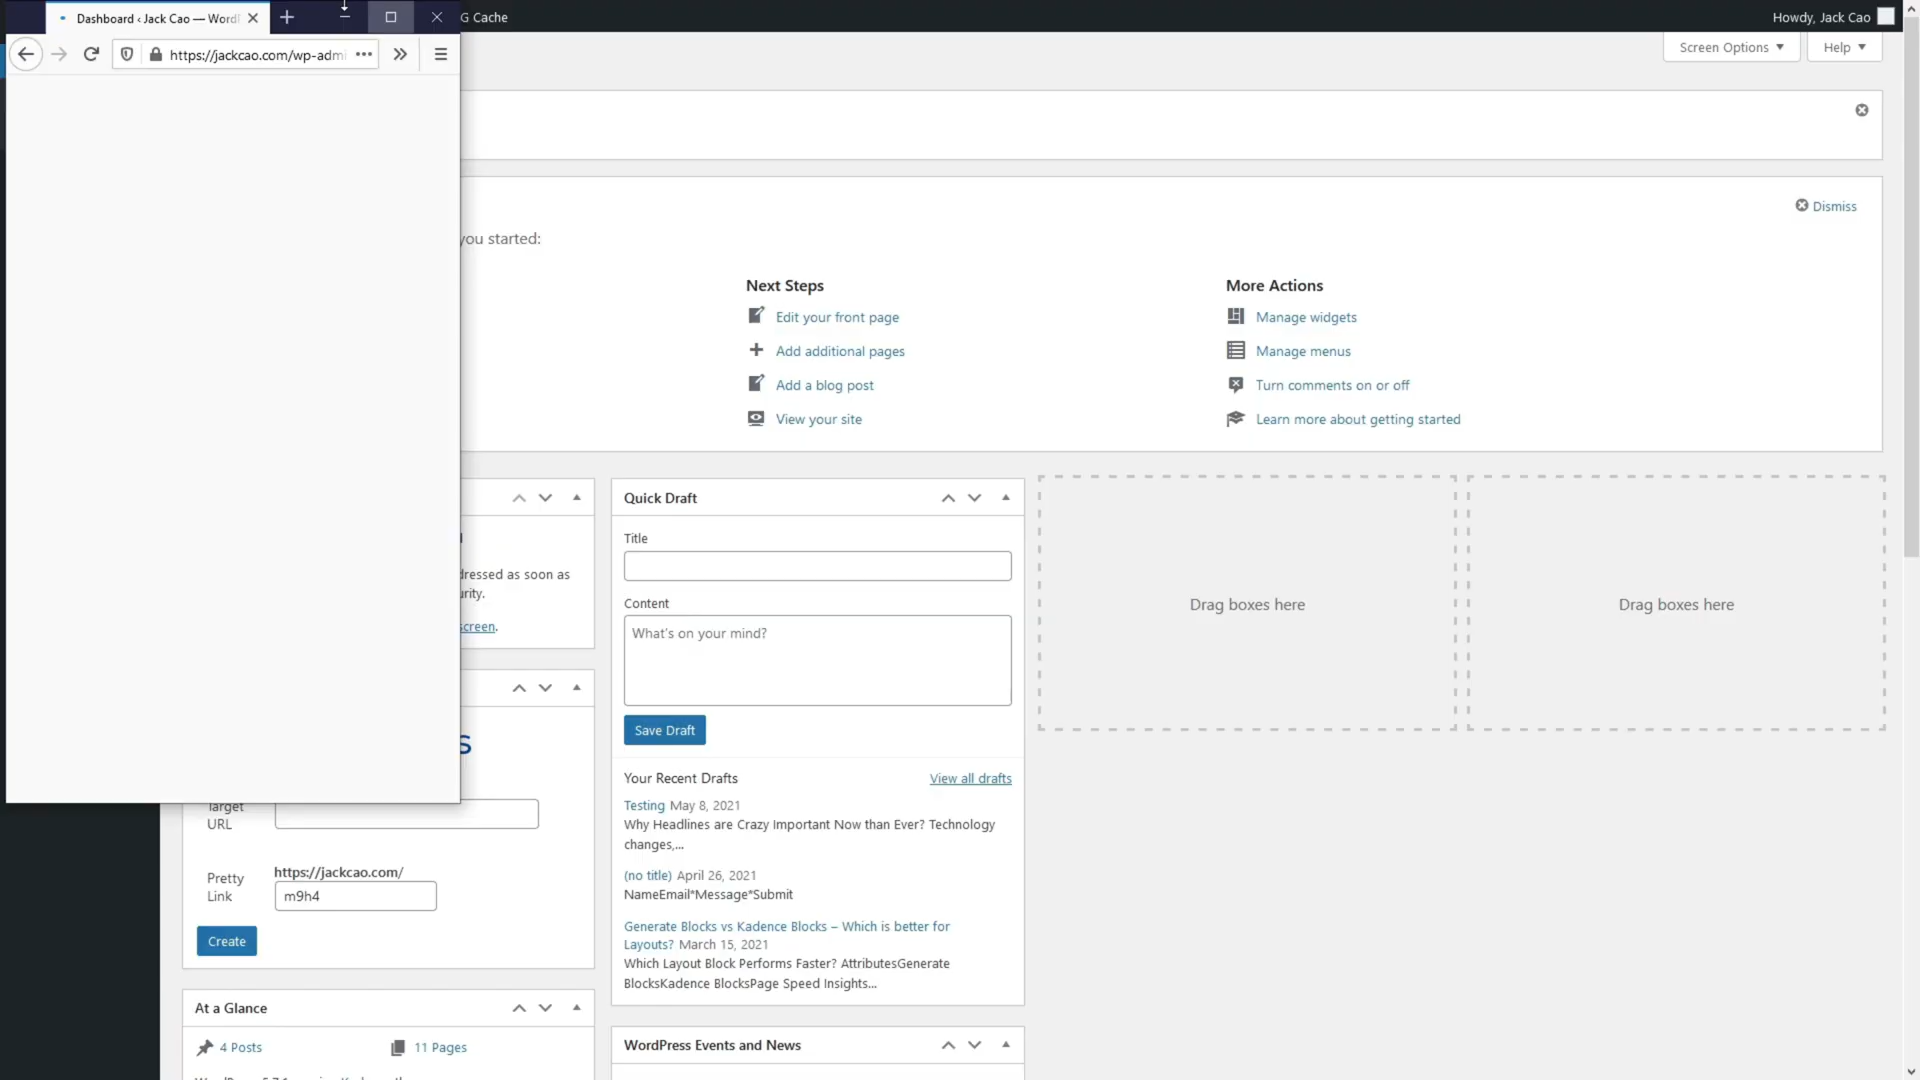 Dashboard ‹ Jack Cao — Word
G Cache
Howdy, Jack Cao
https://jackcao.com/wp-admi
Screen Options
Help
Dismiss
you started:
Next Steps
Edit your front page
Add additional pages
Add a blog post
View your site
More Actions
Manage widgets
Manage menus
Turn comments on or off
Learn more about getting started
dressed as soon as
urity.
screen.
s
Target
URL
Pretty
Link
https://jackcao.com/
m9h4
Create
At a Glance
4 Posts
11 Pages
Quick Draft
Title
Content
What's on your mind?
Save Draft
Your Recent Drafts
View all drafts
Testing May 8, 2021
Why Headlines are Crazy Important Now than Ever? Technology
changes,...
(no title) April 26, 2021
NameEmail*Message*Submit
Generate Blocks vs Kadence Blocks – Which is better for
Layouts? March 15, 2021
Which Layout Block Performs Faster? AttributesGenerate
BlocksKadence BlocksPage Speed Insights...
WordPress Events and News
Drag boxes here
Drag boxes here